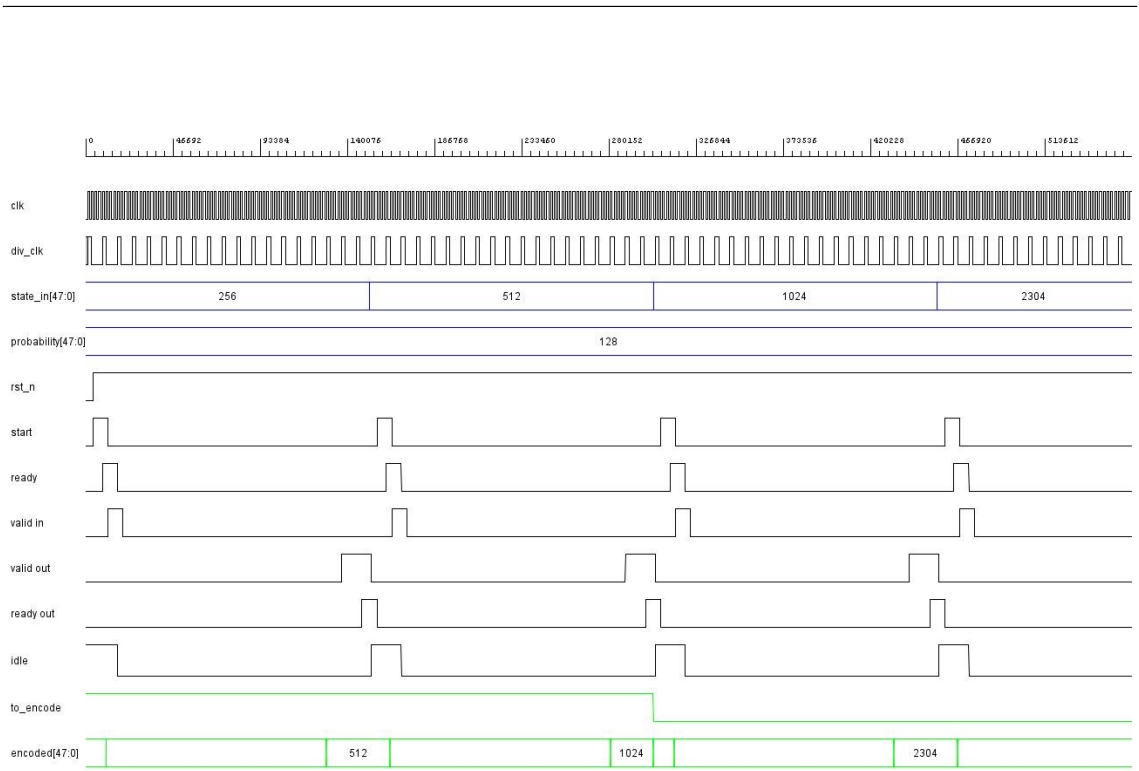 0 46692 93384 140076 186768 233460 280152 326844 373536 420228 466920 513612
clk
div_clk
state_in[47:0] 256 512 1024 2304
probability[47:0] 128
rst_n
start
ready
valid in
valid out
ready out
idle
to_encode
encoded[47:0] 512 1024 2304